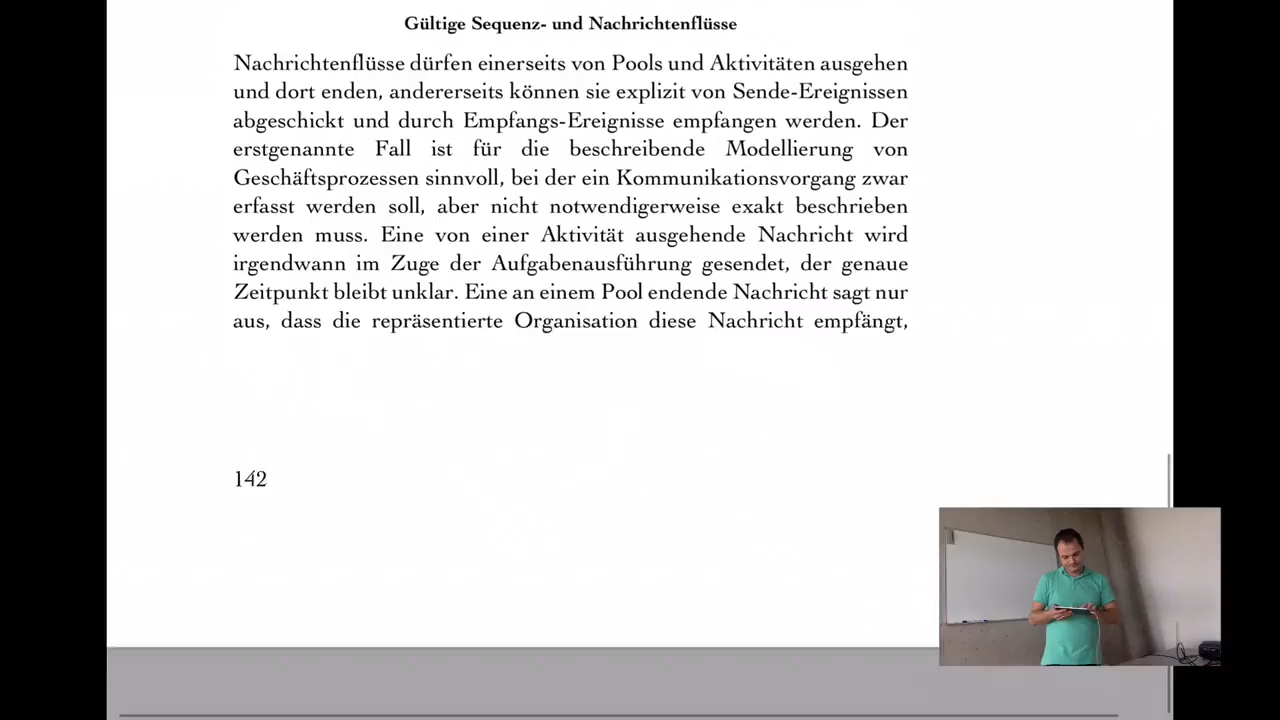 Gültige Sequenz- und Nachrichtenflüsse
Nachrichtenflüsse dürfen einerseits von Pools und Aktivitäten ausgehen
und dort enden, andererseits können sie explizit von Sende-Ereignissen
abgeschickt und durch Empfangs-Ereignisse empfangen werden. Der
erstgenannte Fall ist für die beschreibende Modellierung von
Geschäftsprozessen sinnvoll, bei der ein Kommunikationsvorgang zwar
erfasst werden soll, aber nicht notwendigerweise exakt beschrieben
werden muss. Eine von einer Aktivität ausgehende Nachricht wird
irgendwann im Zuge der Aufgabenausführung gesendet, der genaue
Zeitpunkt bleibt unklar. Eine an einem Pool endende Nachricht sagt nur
aus, dass die repräsentierte Organisation diese Nachricht empfängt,
142